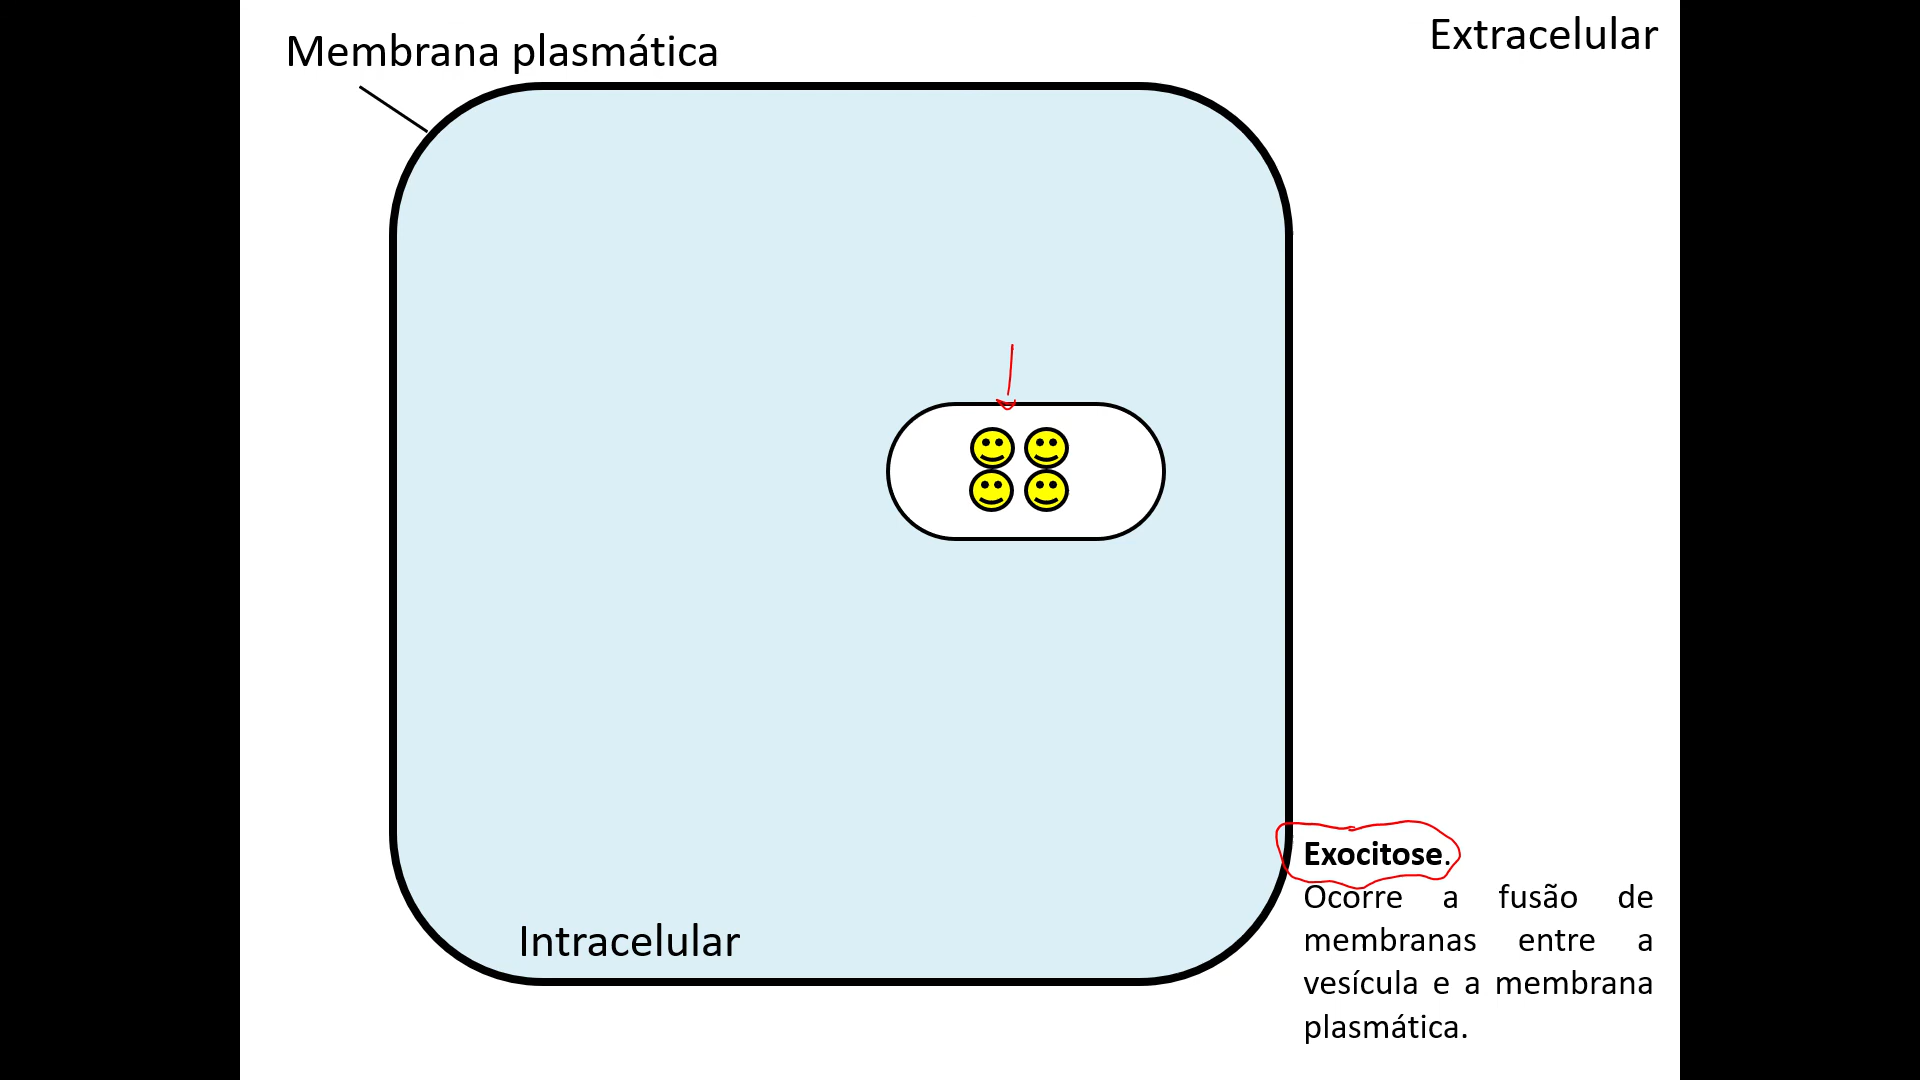 Membrana plasmática
Extracelular
Intracelular
Exocitose.
Ocorre a fusão de
membranas entre a
vesícula e a membrana
plasmática.